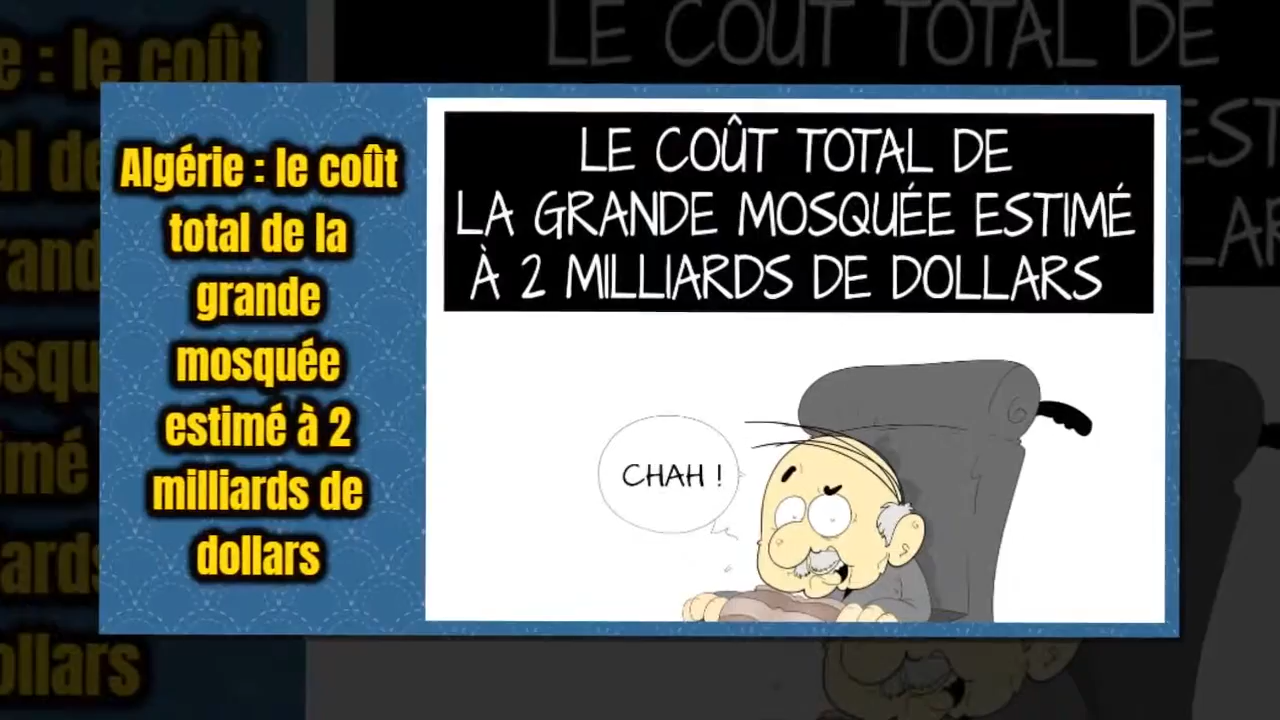 Algérie : le coût
total de la
grande
mosquée
estimé à 2
milliards de
dollars
LE COÛT TOTAL DE
LA GRANDE MOSQUÉE ESTIMÉ
À 2 MILLIARDS DE DOLLARS
CHAH !